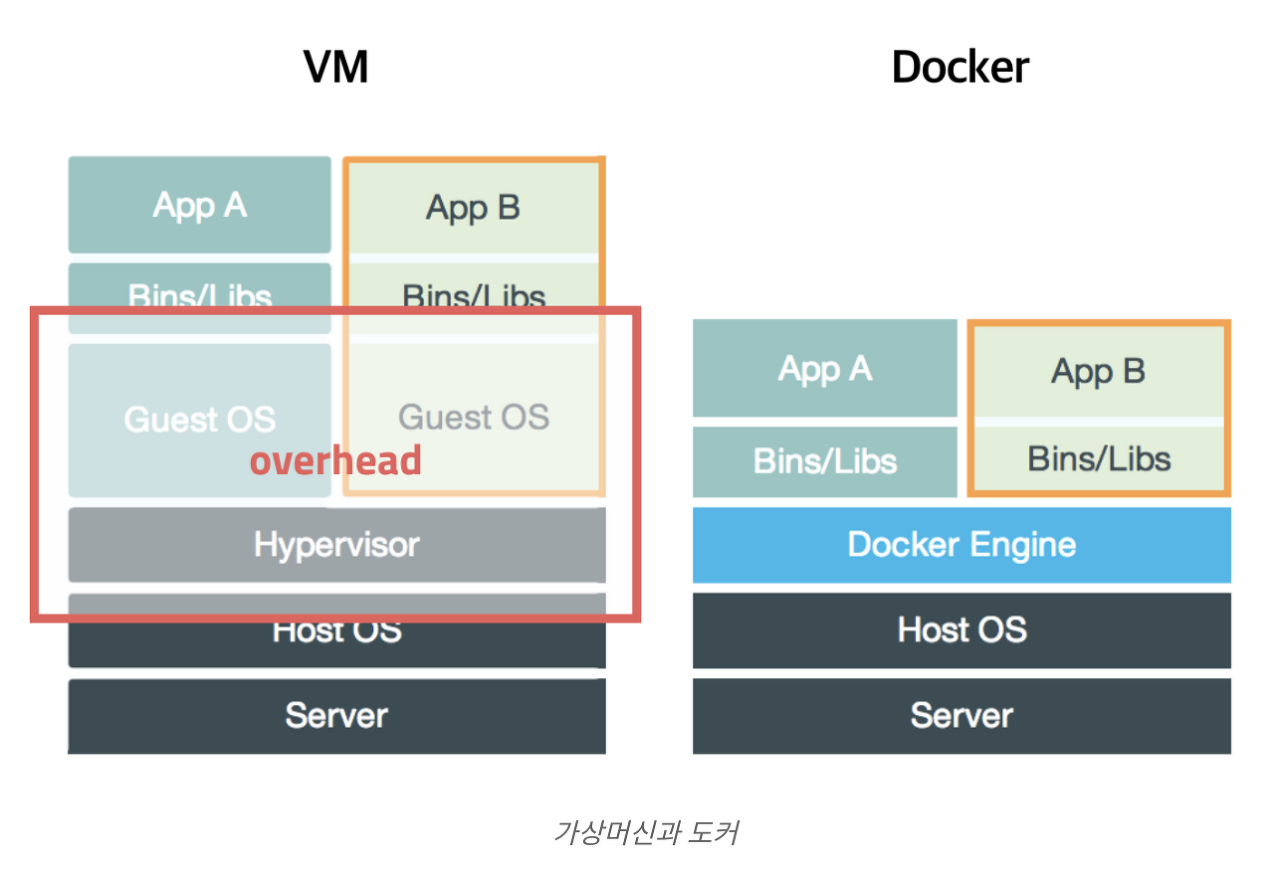 VM
App A
App B
Bins/Libs
Bins/Libs
Guest OS
Guest OS
overhead
Hypervisor
Host OS
Server
Docker
App A
App B
Bins/Libs
Bins/Libs
Docker Engine
Host OS
Server
가상머신과 도커